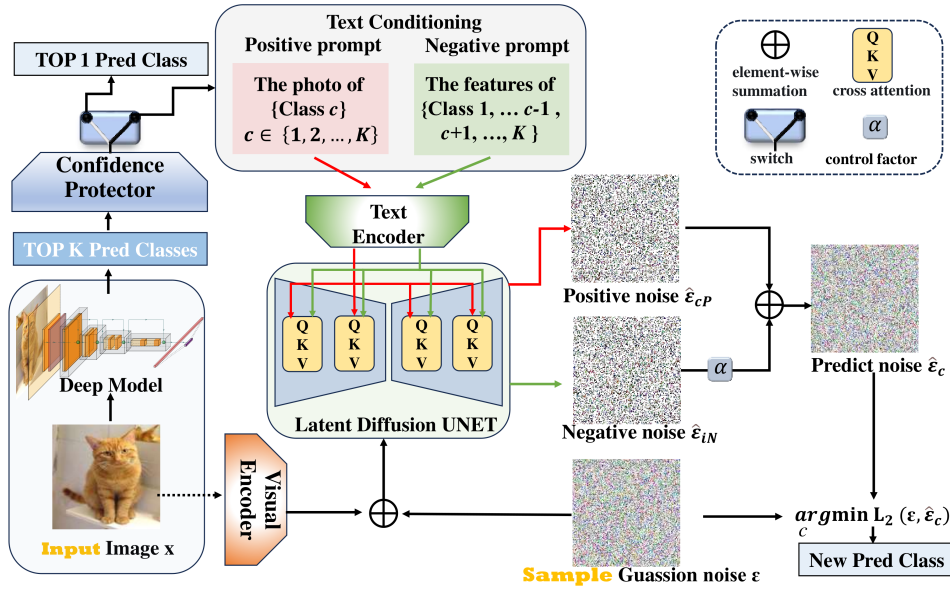 Text Conditioning
Positive prompt
Negative prompt
The photo of
{Class c}
c ∈ {1, 2, ..., K}
The features of
{Class 1, ... c-1 ,
c+1, ..., K }
TOP 1 Pred Class
Confidence
Protector
TOP K Pred Classes
Deep Model
Input Image x
Text
Encoder
Q
K
V
Q
K
V
Q
K
V
Q
K
V
Latent Diffusion UNET
Visual
Encoder
Positive noise ε̂cP
Negative noise ε̂iN
α
Predict noise ε̂c
Sample Guassion noise ε
argmin L2 (ε, ε̂c)
c
New Pred Class
element-wise
summation
Q
K
V
cross attention
switch
α
control factor